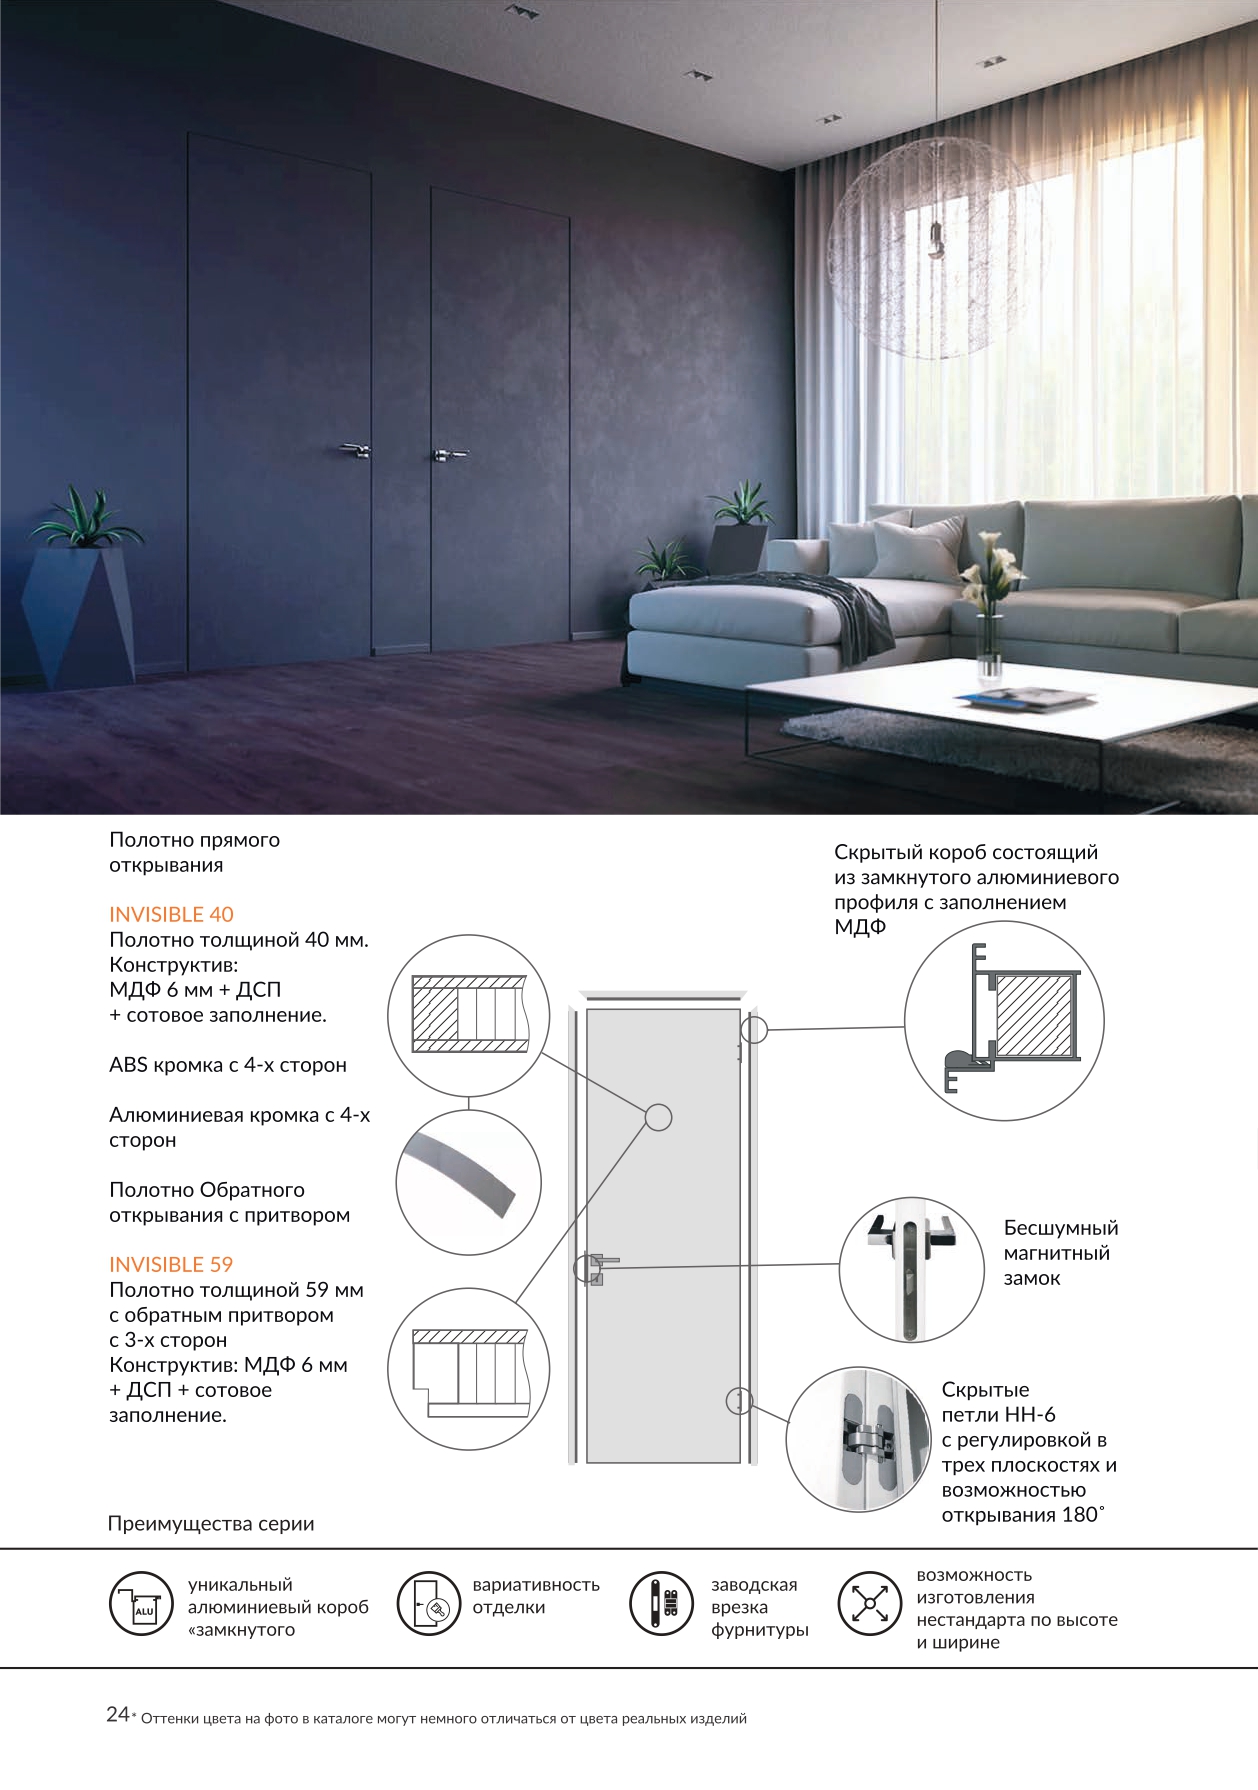 Полотно прямого
открывания
INVISIBLE 40
Полотно толщиной 40 мм.
Конструктив:
МДФ 6 мм + ДСП
+ сотовое заполнение.
ABS кромка с 4-х сторон
Алюминиевая кромка с 4-х
сторон
Полотно Обратного
открывания с притвором
INVISIBLE 59
Полотно толщиной 59 мм
с обратным притвором
с 3-х сторон
Конструктив: МДФ 6 мм
+ ДСП + сотовое
заполнение.
Скрытый короб состоящий
из замкнутого алюминиевого
профиля с заполнением
МДФ
Бесшумный
магнитный
замок
Скрытые
петли НН-6
с регулировкой в
трех плоскостях и
возможностью
открывания 180˚
Преимущества серии
ALU
уникальный
алюминиевый короб
«замкнутого
вариативность
отделки
заводская
врезка
фурнитуры
возможность
изготовления
нестандарта по высоте
и ширине
24* Оттенки цвета на фото в каталоге могут немного отличаться от цвета реальных изделий